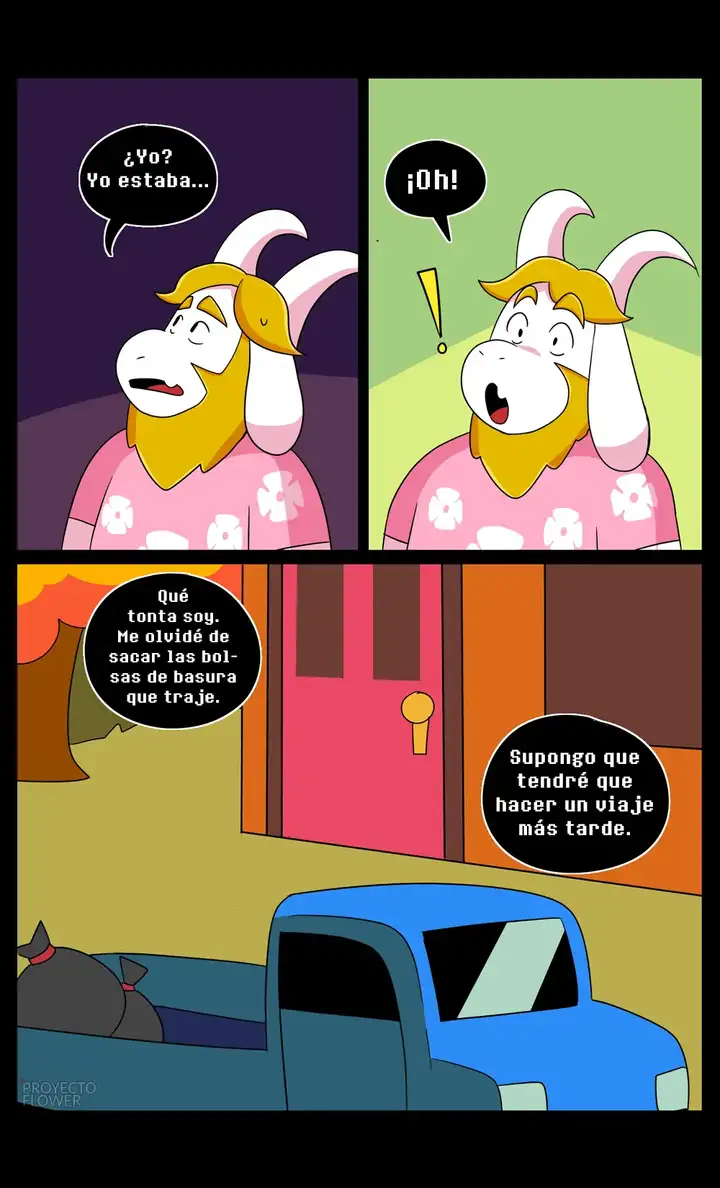 ¿Yo?
Yo estaba...
¡Oh!
!
Qué
tonta soy.
Me olvidé de
sacar las bol-
sas de basura
que traje.
Supongo que
tendré que
hacer un viaje
más tarde.
PROYECTO
FLOWER